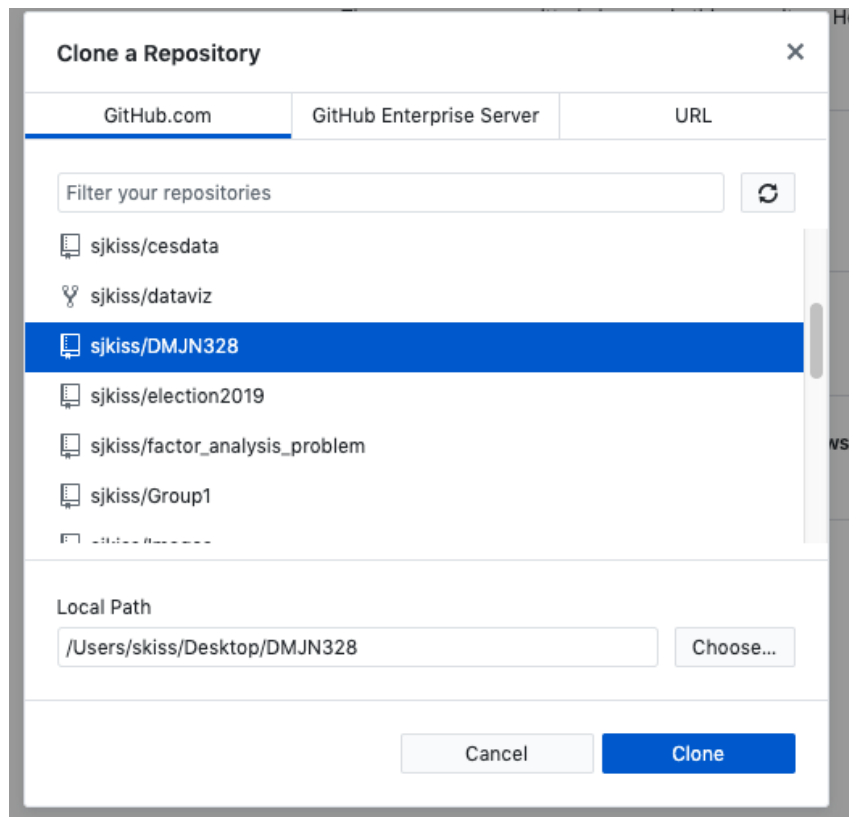 Clone a Repository
GitHub.com GitHub Enterprise Server URL
Filter your repositories
sjkiss/cesdata
sjkiss/dataviz
sjkiss/DMJN328
sjkiss/election2019
sjkiss/factor_analysis_problem
sjkiss/Group1
Local Path
/Users/skiss/Desktop/DMJN328 Choose...
Cancel Clone